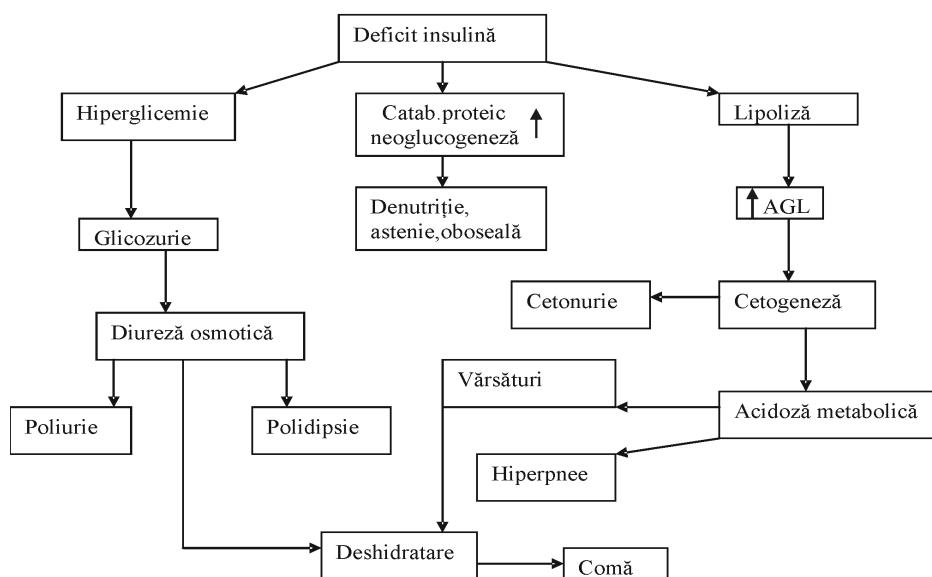 Deficit insulină
Hiperglicemie
Catab.proteic
neoglucogeneză
Lipoliză
Denutriție,
astenie,oboseală
AGL
Glicozurie
Cetonurie
Cetogeneză
Diureză osmotică
Vărsături
Acidoză metabolică
Poliurie
Polidipsie
Hiperpnee
Deshidratare
Comă